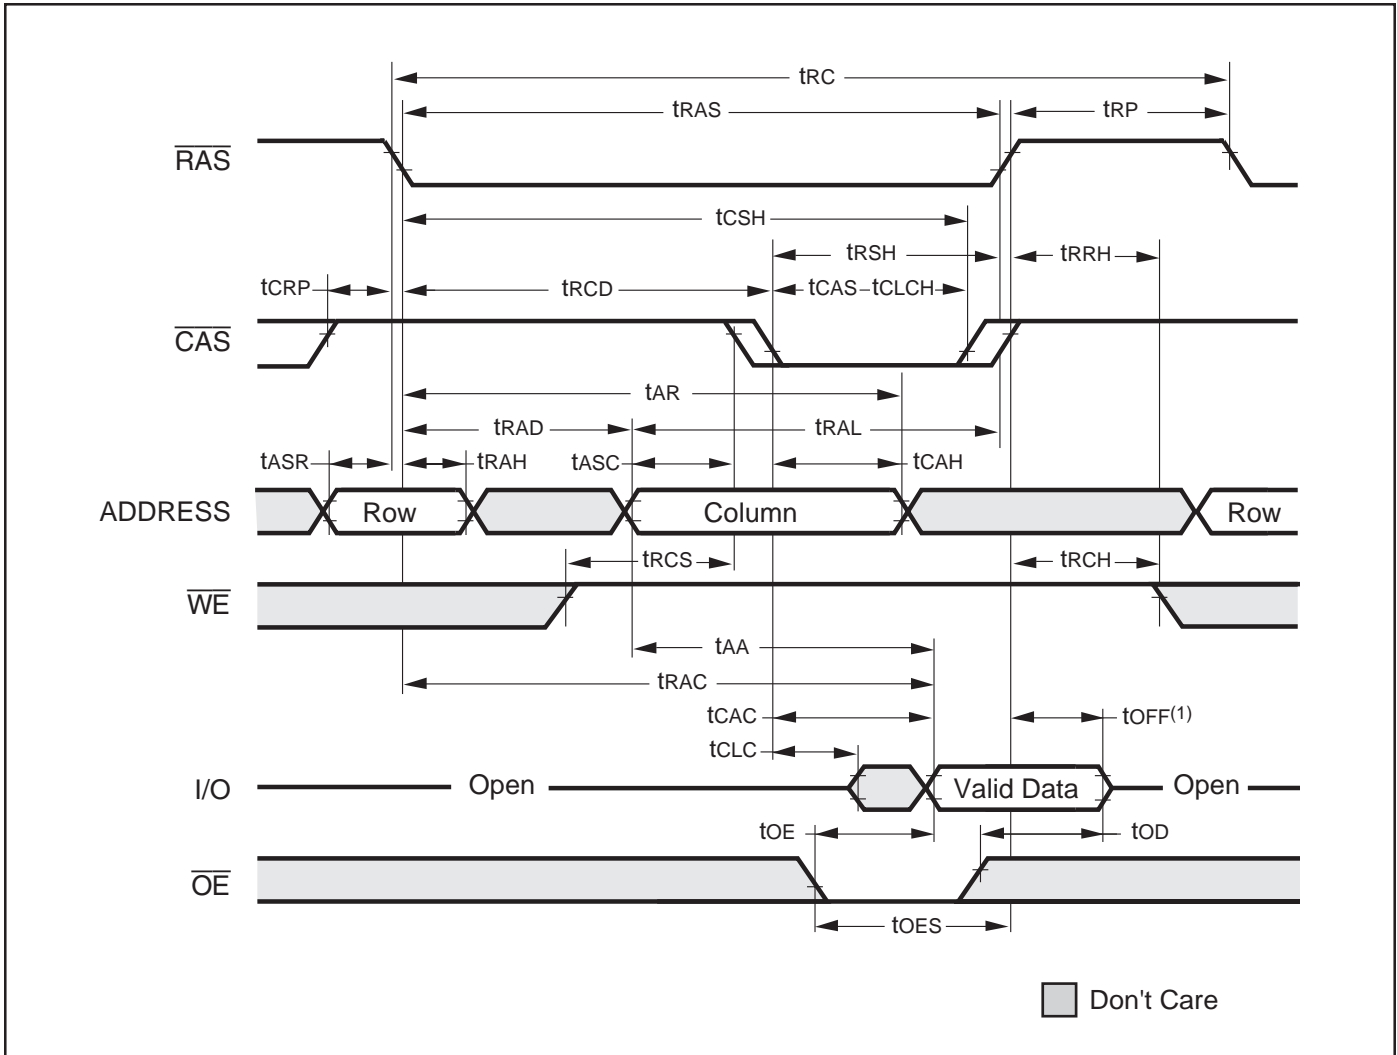 tRC
tRAS
tRP
RAS
tCSH
tRSH
tRRH
tCRP
tRCD
tCAS
tCLCH
CAS
tAR
tRAD
tRAL
tASR
tRAH
tASC
tCAH
ADDRESS
Row
Column
Row
tRCS
tRCH
WE
tAA
tRAC
tCAC
tOFF(1)
tCLC
I/O
Open
Valid Data
Open
tOE
tOD
OE
tOES
Don't Care